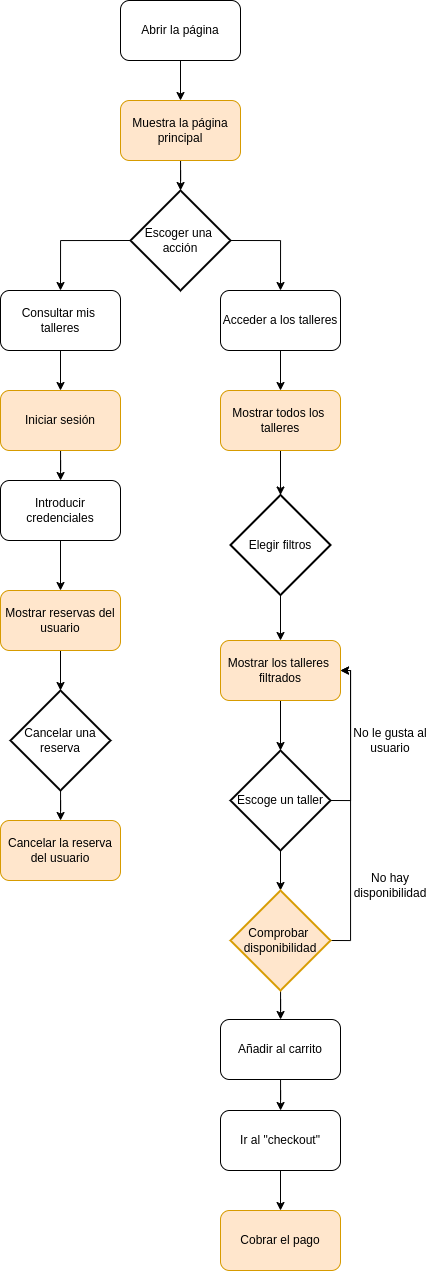 Abrir la página
Muestra la página
principal
Escoger una
acción
Consultar mis
talleres
Acceder a los talleres
Iniciar sesión
Mostrar todos los
talleres
Introducir
credenciales
Elegir filtros
Mostrar reservas del
usuario
Mostrar los talleres
filtrados
Cancelar una
reserva
No le gusta al
usuario
Escoge un taller
Cancelar la reserva
del usuario
No hay
disponibilidad
Comprobar
disponibilidad
Añadir al carrito
Ir al "checkout"
Cobrar el pago